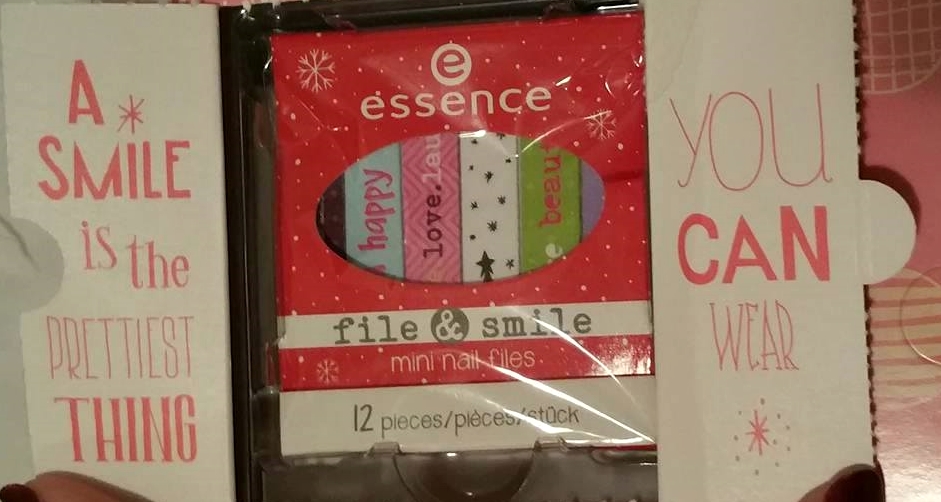 A
SMILE
is the
PRETTIEST
THING
e
essence
happy
love.lau
beau
file & smile
mini nail files
12 pieces/pièces/stück
YOU
CAN
WEAR